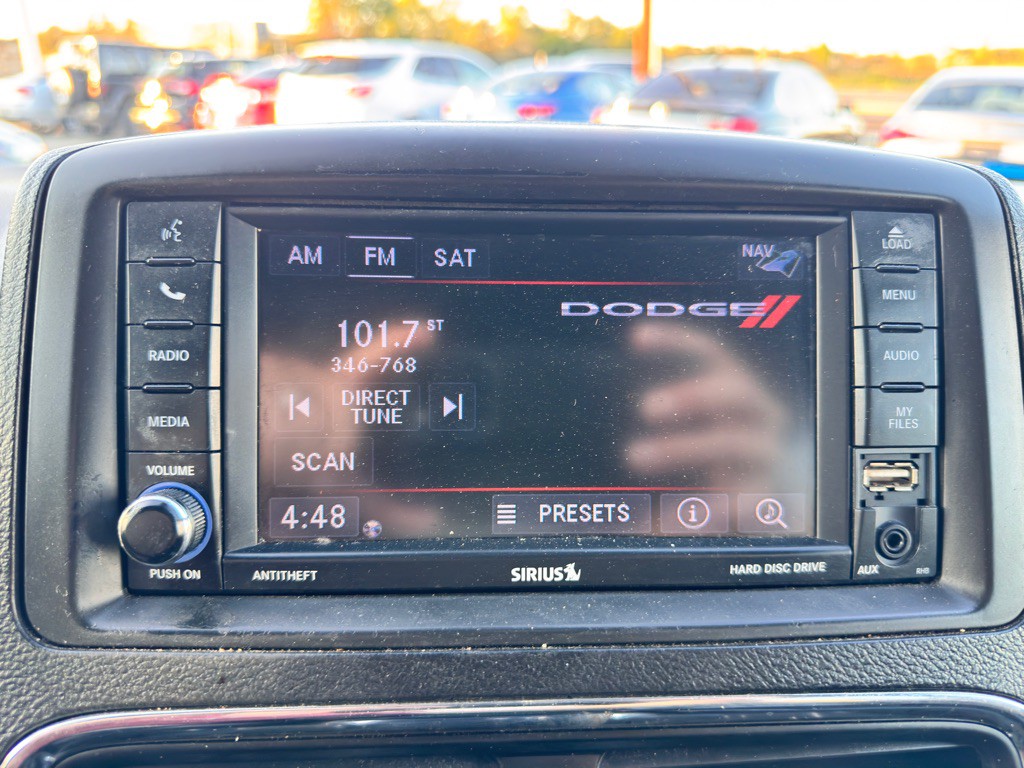 AM FM SAT NAV
DODGE
101.7 ST
346-768
DIRECT
TUNE
SCAN
4:48 PRESETS i
RADIO
MEDIA
VOLUME
PUSH ON
LOAD
MENU
AUDIO
MY
FILES
AUX RHB
ANTITHEFT SIRIUS HARD DISC DRIVE